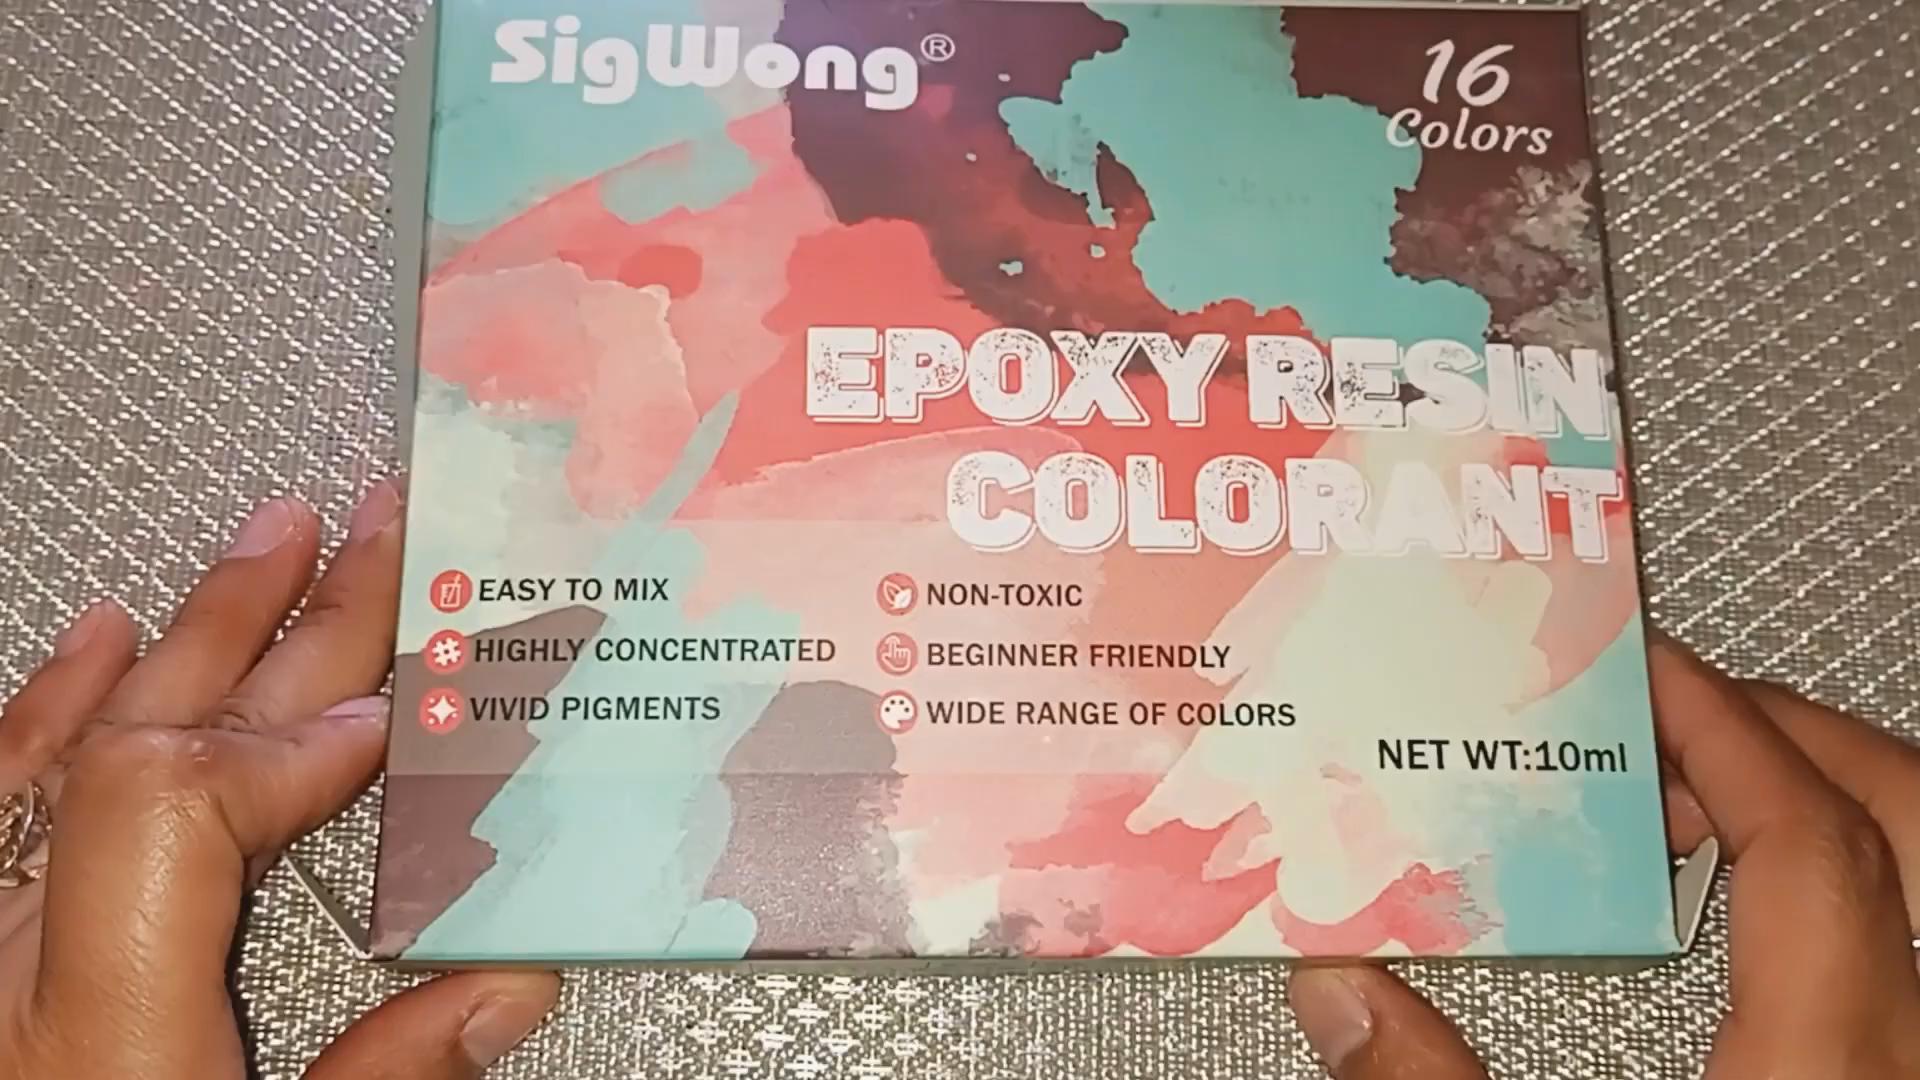 SigWong®
16
Colors
EPOXY RESIN
COLORANT
EASY TO MIX
NON-TOXIC
HIGHLY CONCENTRATED
BEGINNER FRIENDLY
VIVID PIGMENTS
WIDE RANGE OF COLORS
NET WT:10ml